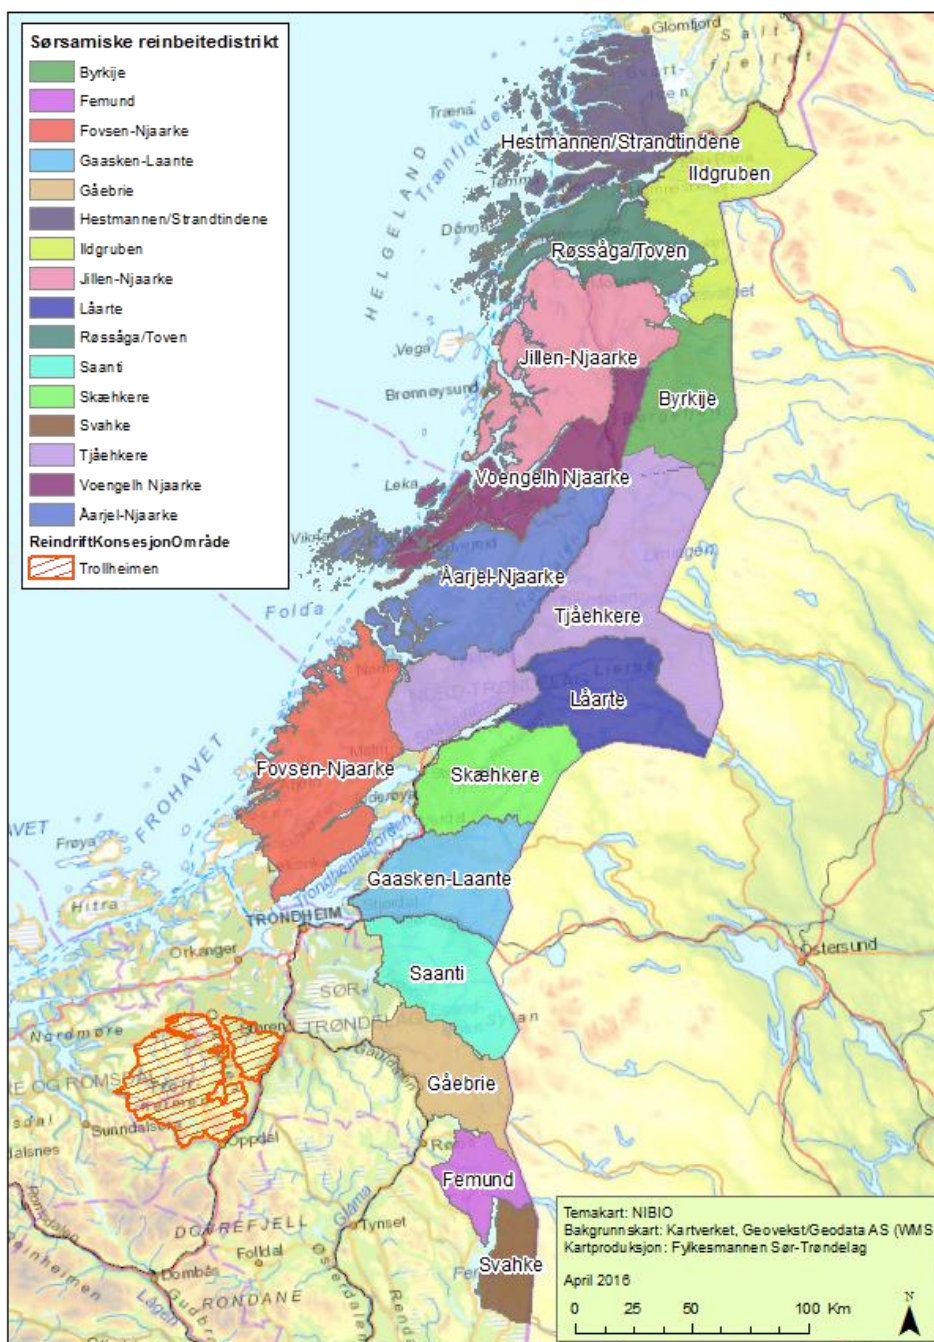 Sørsamiske reinbeitedistrikt
Byrkije
Femund
Fovsen-Njaarke
Gaasken-Laante
Gåebrie
Hestmannen/Strandtindene
Ildgruben
Jillen-Njaarke
Låarte
Røssåga/Toven
Saanti
Skæhkere
Svahke
Tjåehkere
Voengelh Njaarke
Åarjel-Njaarke
ReindriftKonsesjonOmråde
Trollheimen
Glomfjord
Træna
Trænfjorden
HELGELAND
Hestmannen/Strandtindene
Ildgruben
Røssåga/Toven
Vega
Jillen-Njaarke
Brønnøysund
Byrkije
Leka
Voengelh Njaarke
Åarjel-Njaarke
Folda
Tjåehkere
Låarte
Fovsen-Njaarke
Skæhkere
FROHAVET
Frøya
Hitra
Trondheimsfjorden
Gaasken-Laante
TRONDHEIM
Orkanger
Östersund
Saanti
Nordmøre
Gåebrie
Oppdal
Femund
Glåma
Tynset
DOVREFJELL
Folldal
Svahke
Dombås
RONDANE
Lågen
Temakart: NIBIO
Bakgrunnskart: Kartverket, Geovekst/Geodata AS (WMS
Kartproduksjon: Fylkesmannen Sør-Trøndelag
April 2016
N
0 25 50 100 Km